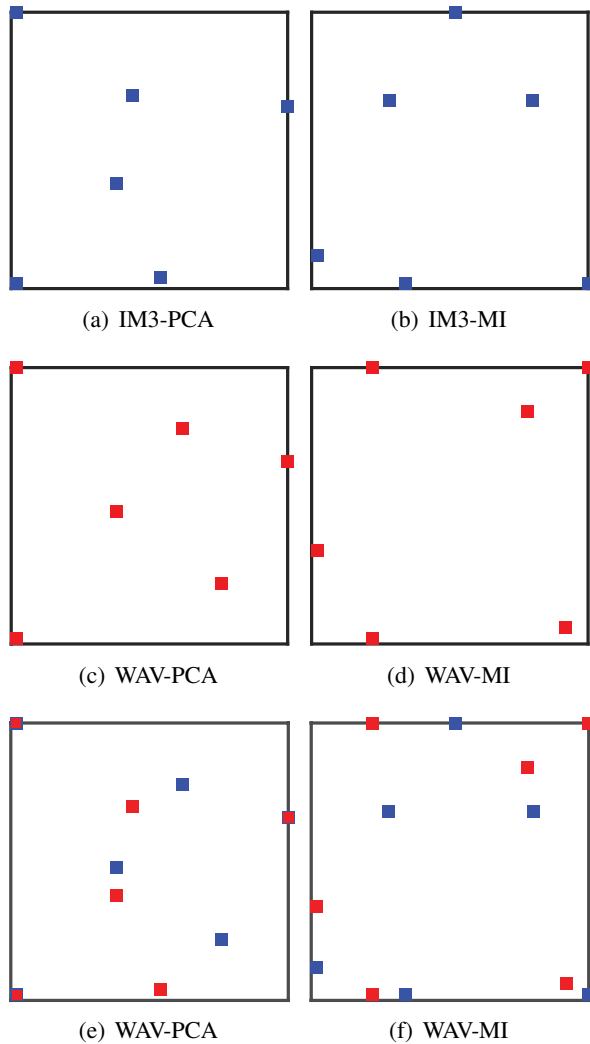 (a) IM3-PCA
(b) IM3-MI
(c) WAV-PCA
(d) WAV-MI
(e) WAV-PCA
(f) WAV-MI